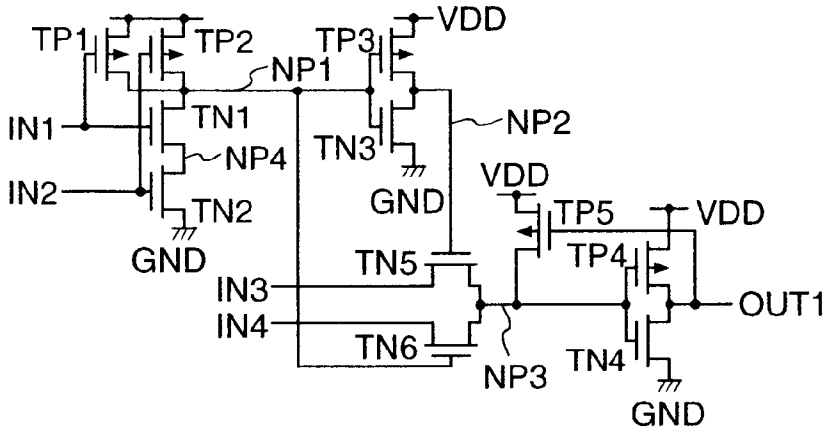 TP1
TP2
TP3
VDD
NP1
IN1
TN1
TN3
NP2
NP4
IN2
TN2
GND
GND
VDD
TP5
VDD
TN5
TP4
IN3
IN4
OUT1
TN6
NP3
TN4
GND